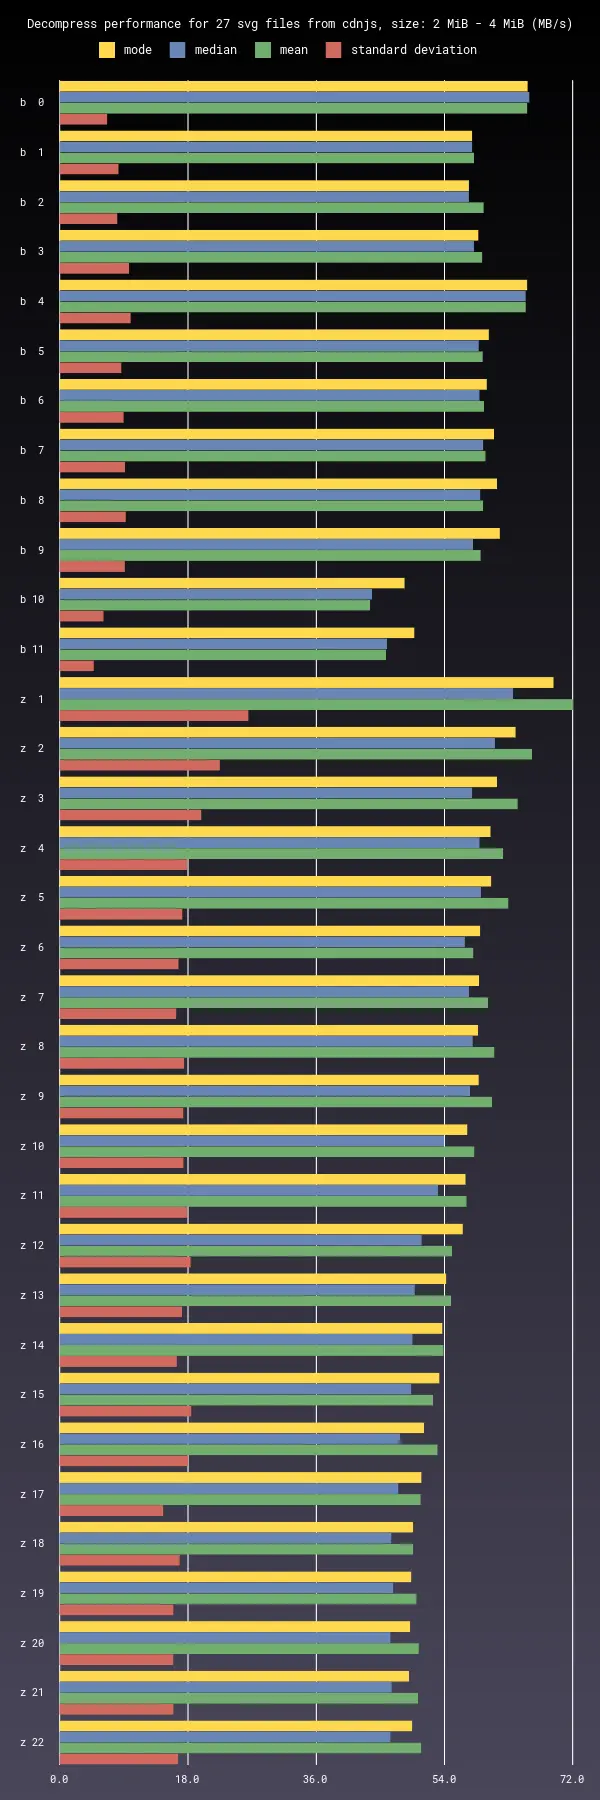 Decompress performance for 27 svg files from cdnjs, size: 2 MiB - 4 MiB (MB/s)
mode median mean standard deviation
b 0
b 1
b 2
b 3
b 4
b 5
b 6
b 7
b 8
b 9
b 10
b 11
z 1
z 2
z 3
z 4
z 5
z 6
z 7
z 8
z 9
z 10
z 11
z 12
z 13
z 14
z 15
z 16
z 17
z 18
z 19
z 20
z 21
z 22
0.0 18.0 36.0 54.0 72.0